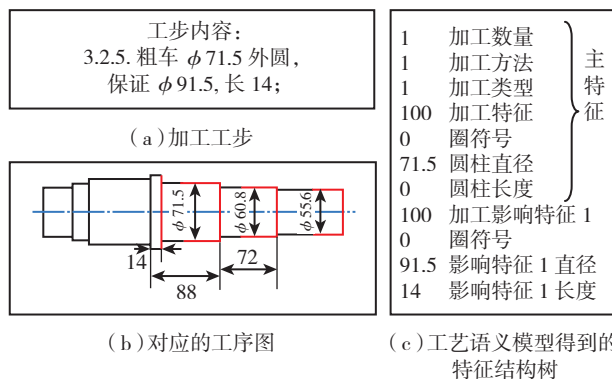 工步内容:
3.2.5. 粗车 φ71.5 外圆,
保证 φ91.5, 长 14;
(a)加工工步
φ71.5
φ60.8
φ55.6
14
88
72
(b)对应的工序图
1 加工数量
1 加工方法
1 加工类型
100 加工特征
0 圈符号
71.5 圆柱直径
0 圆柱长度
主特征
100 加工影响特征 1
0 圈符号
91.5 影响特征 1 直径
14 影响特征 1 长度
(c)工艺语义模型得到的
特征结构树